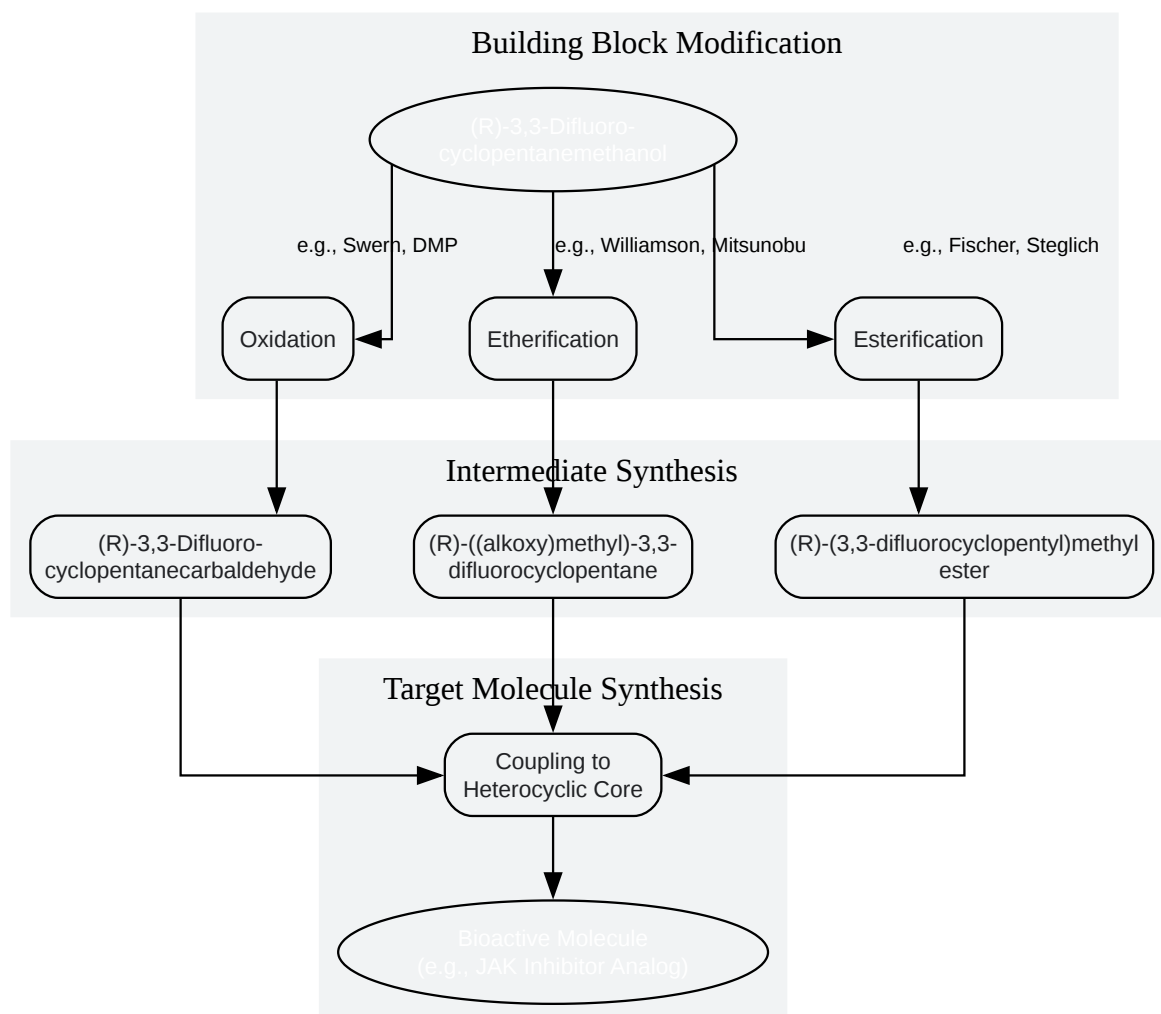 Building Block Modification
(R)-3,3-Difluoro-
cyclopentanemethanol
e.g., Swern, DMP
e.g., Williamson, Mitsunobu
e.g., Fischer, Steglich
Oxidation
Etherification
Esterification
Intermediate Synthesis
(R)-3,3-Difluoro-
cyclopentanecarbaldehyde
(R)-((alkoxy)methyl)-3,3-
difluorocyclopentane
(R)-(3,3-difluorocyclopentyl)methyl
ester
Target Molecule Synthesis
Coupling to
Heterocyclic Core
Bioactive Molecule
(e.g., JAK Inhibitor Analog)